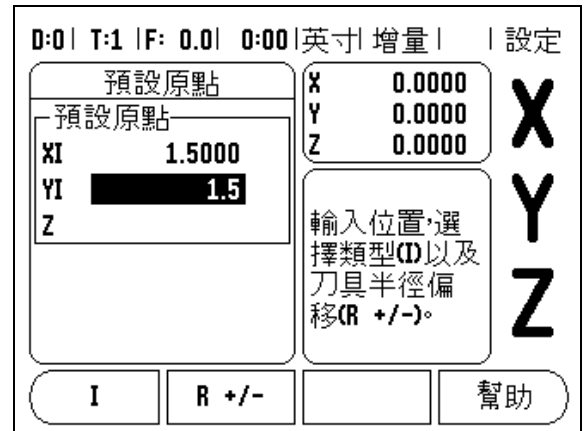 D:0 | T:1 | F: 0.0 | 0:00 | 英寸 | 增量 | | 設定
預設原點
預設原點
XI 1.5000
YI 1.5
Z
X 0.0000
Y 0.0000
Z 0.0000
輸入位置,選
擇類型(I)以及
刀具半徑偏
移(R +/-)。
X
Y
Z
I
R +/-
幫助